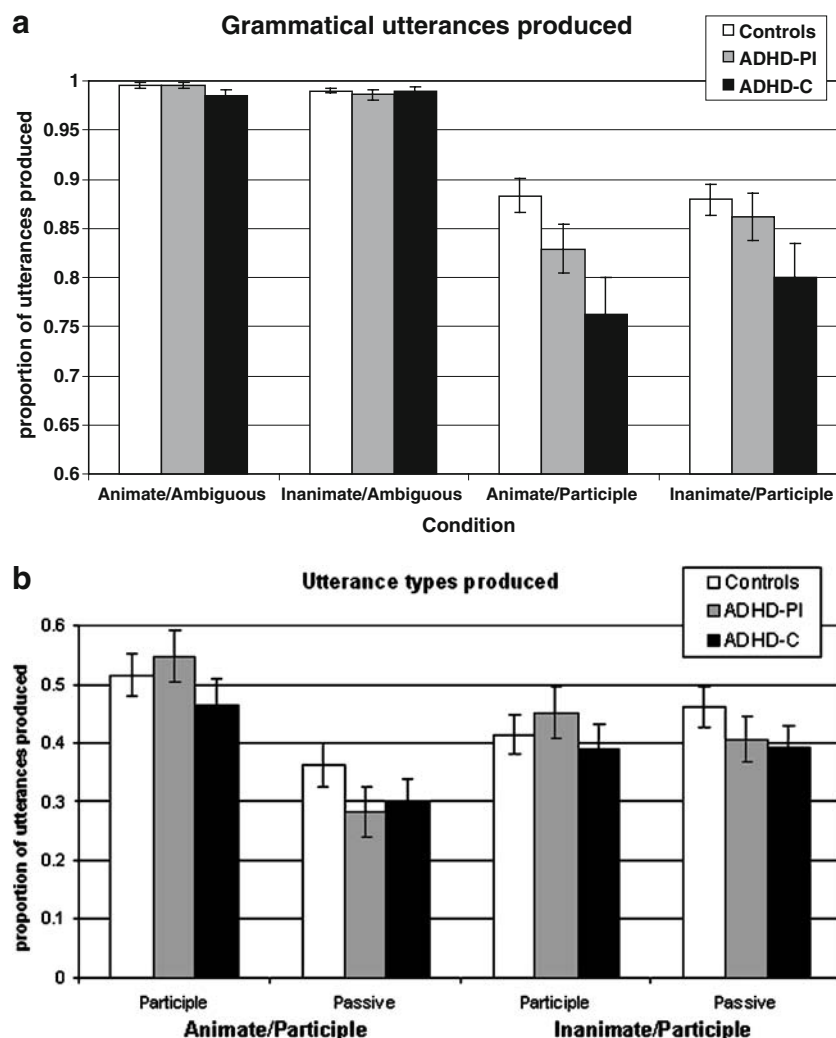 a
Grammatical utterances produced
Controls
ADHD-PI
ADHD-C
proportion of utterances produced
1
0.95
0.9
0.85
0.8
0.75
0.7
0.65
0.6
Animate/Ambiguous Inanimate/Ambiguous Animate/Participle Inanimate/Participle
Condition
b
Utterance types produced
Controls
ADHD-PI
ADHD-C
proportion of utterances produced
0.6
0.5
0.4
0.3
0.2
0.1
0
Participle Passive Participle Passive
Animate/Participle Inanimate/Participle